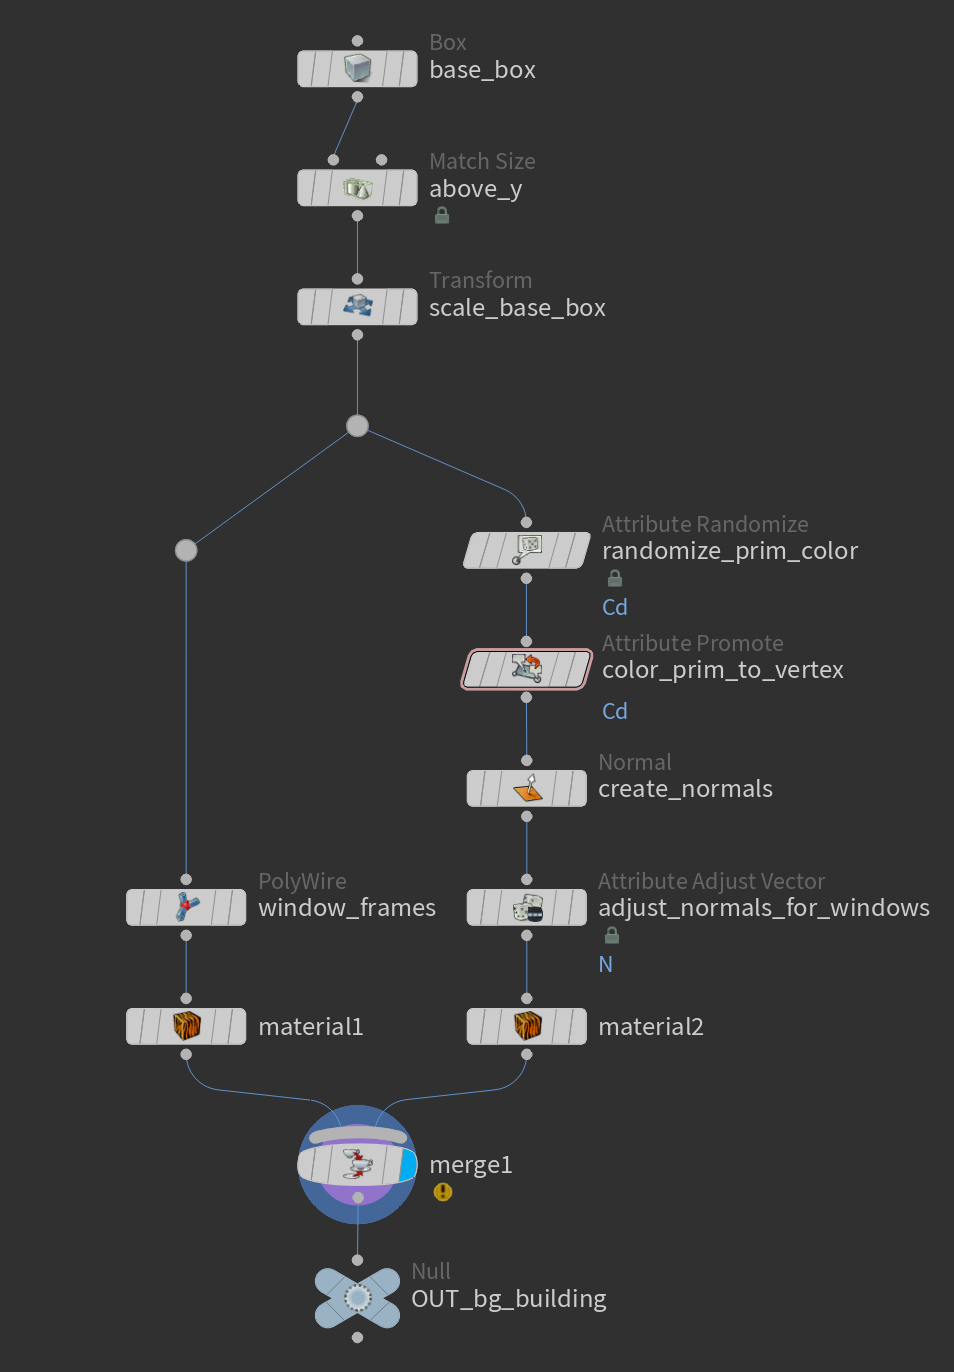 Box
base_box
Match Size
above_y
Transform
scale_base_box
Attribute Randomize
randomize_prim_color
Cd
Attribute Promote
color_prim_to_vertex
Cd
Normal
create_normals
PolyWire
window_frames
Attribute Adjust Vector
adjust_normals_for_windows
N
material1
material2
merge1
Null
OUT_bg_building